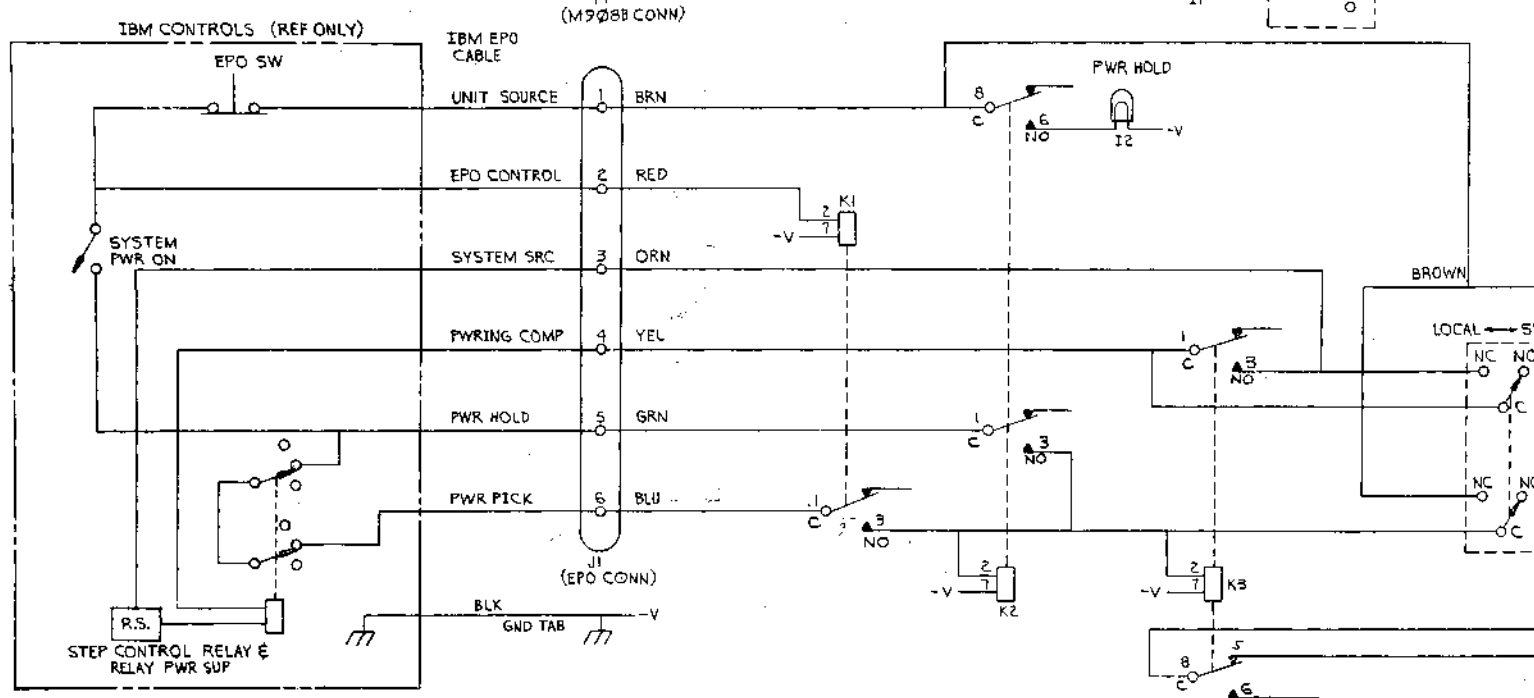 (M9Ø8B CONN)
IBM CONTROLS (REF ONLY)
IBM EPO
CABLE
EPO SW
PWR HOLD
UNIT SOURCE
1
BRN
8
C
6
NO
I2
-V
EPO CONTROL
2
RED
K1
2
7
-V
SYSTEM
PWR ON
SYSTEM SRC
3
ORN
BROWN
PWRING COMP
4
YEL
1
C
3
NO
LOCAL
NC
NO
C
PWR HOLD
5
GRN
1
C
3
NO
NC
NO
C
PWR PICK
6
BLU
1
C
3
NO
J1
(EPO CONN)
2
7
-V
K2
2
7
-V
K3
BLK
-V
GND TAB
R.S.
STEP CONTROL RELAY &
RELAY PWR SUP
8
C
5
6